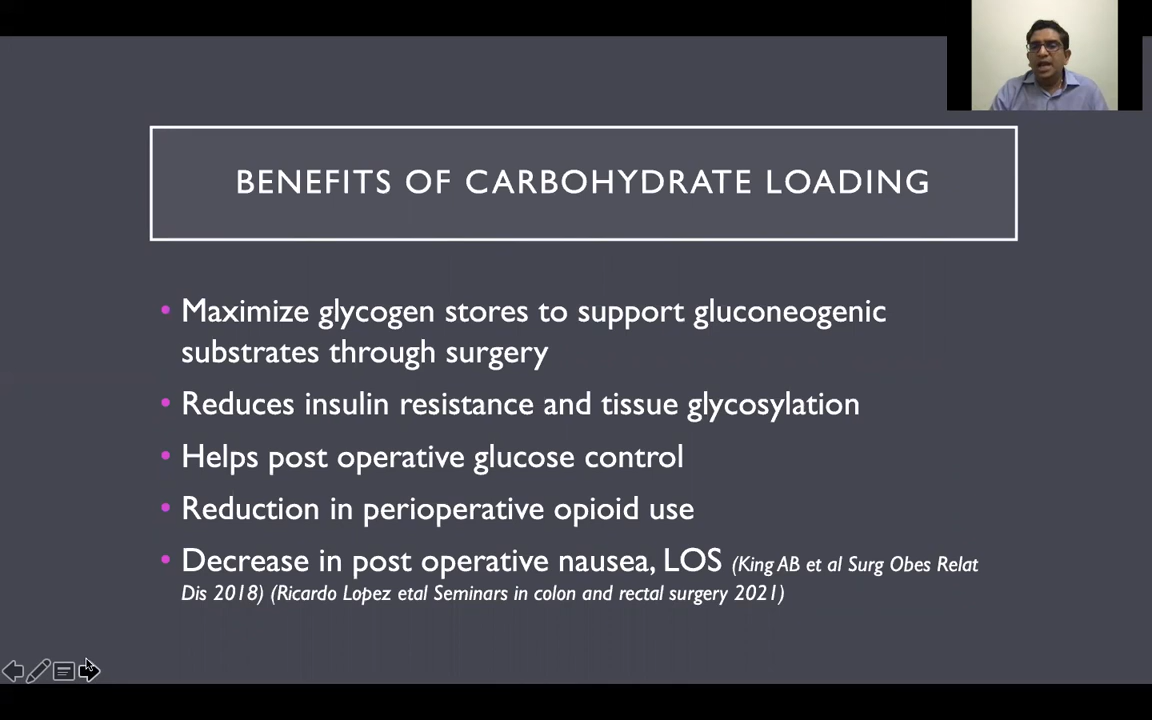 BENEFITS OF CARBOHYDRATE LOADING
• Maximize glycogen stores to support gluconeogenic
substrates through surgery
• Reduces insulin resistance and tissue glycosylation
• Helps post operative glucose control
• Reduction in perioperative opioid use
• Decrease in post operative nausea, LOS (King AB et al Surg Obes Relat
Dis 2018) (Ricardo Lopez etal Seminars in colon and rectal surgery 2021)